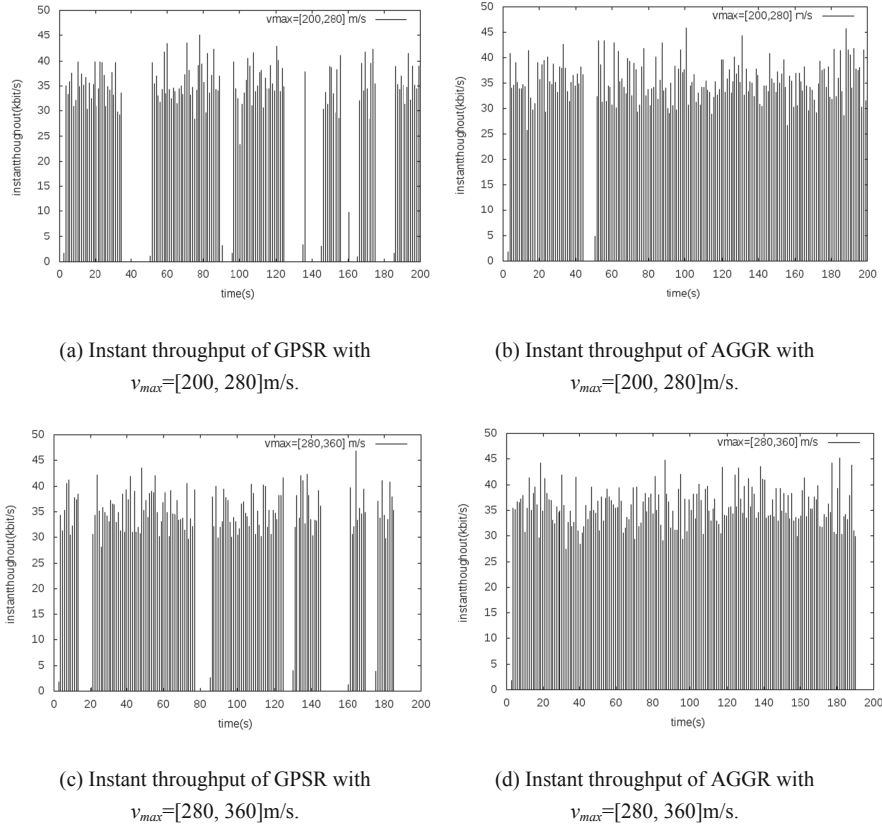 50
45
40
35
30
25
20
15
10
5
0
0 20 40 60 80 100 120 140 160 180 200
instantthoughout(kbit/s)
time(s)
vmax=[200,280] m/s
50
45
40
35
30
25
20
15
10
5
0
0 20 40 60 80 100 120 140 160 180 200
instantthoughout(kbit/s)
time(s)
vmax=[200,280] m/s
(a) Instant throughput of GPSR with
vmax=[200, 280]m/s.
(b) Instant throughput of AGGR with
vmax=[200, 280]m/s.
50
45
40
35
30
25
20
15
10
5
0
0 20 40 60 80 100 120 140 160 180 200
instantthoughout(kbit/s)
time(s)
vmax=[280,360] m/s
50
45
40
35
30
25
20
15
10
5
0
0 20 40 60 80 100 120 140 160 180 200
instantthoughout(kbit/s)
time(s)
vmax=[280,360] m/s
(c) Instant throughput of GPSR with
vmax=[280, 360]m/s.
(d) Instant throughput of AGGR with
vmax=[280, 360]m/s.